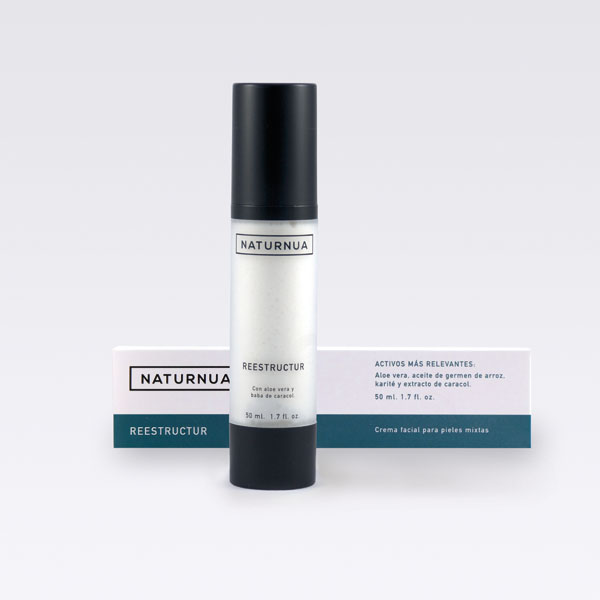 NATURNUA
REESTRUCTUR
Con aloe vera y
baba de caracol.
50 ml. 1.7 fl. oz.
NATURNUA
REESTRUCTUR
ACTIVOS MÁS RELEVANTES:
Aloe vera, aceite de germen de arroz,
karité y extracto de caracol.
50 ml. 1.7 fl. oz.
Crema facial para pieles mixtas